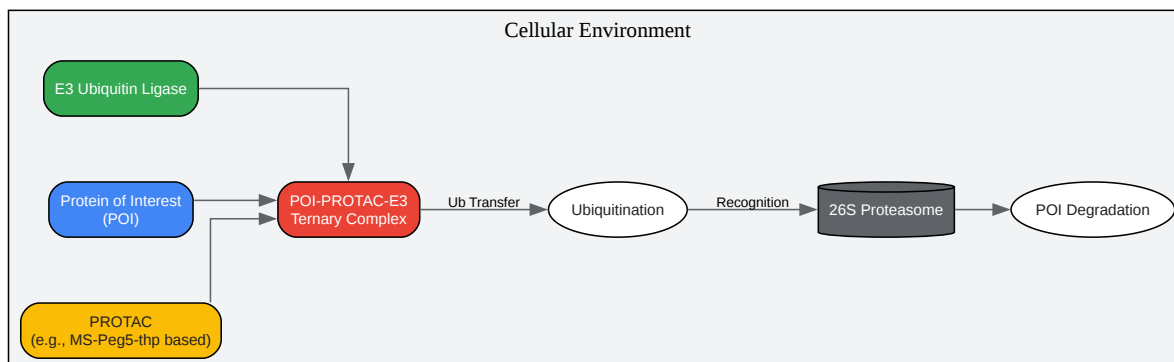 Cellular Environment
E3 Ubiquitin Ligase
Protein of Interest
(POI)
POI-PROTAC-E3
Ternary Complex
Ub Transfer
Ubiquitination
Recognition
26S Proteasome
POI Degradation
PROTAC
(e.g., MS-Peg5-thp based)